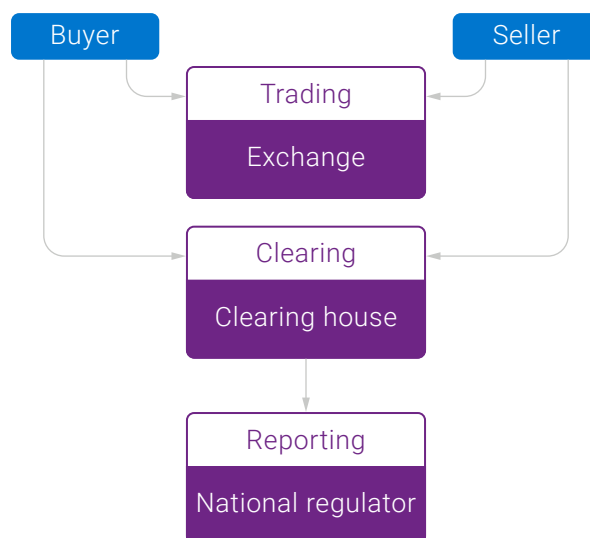 Buyer
Seller
Trading
Exchange
Clearing
Clearing house
Reporting
National regulator